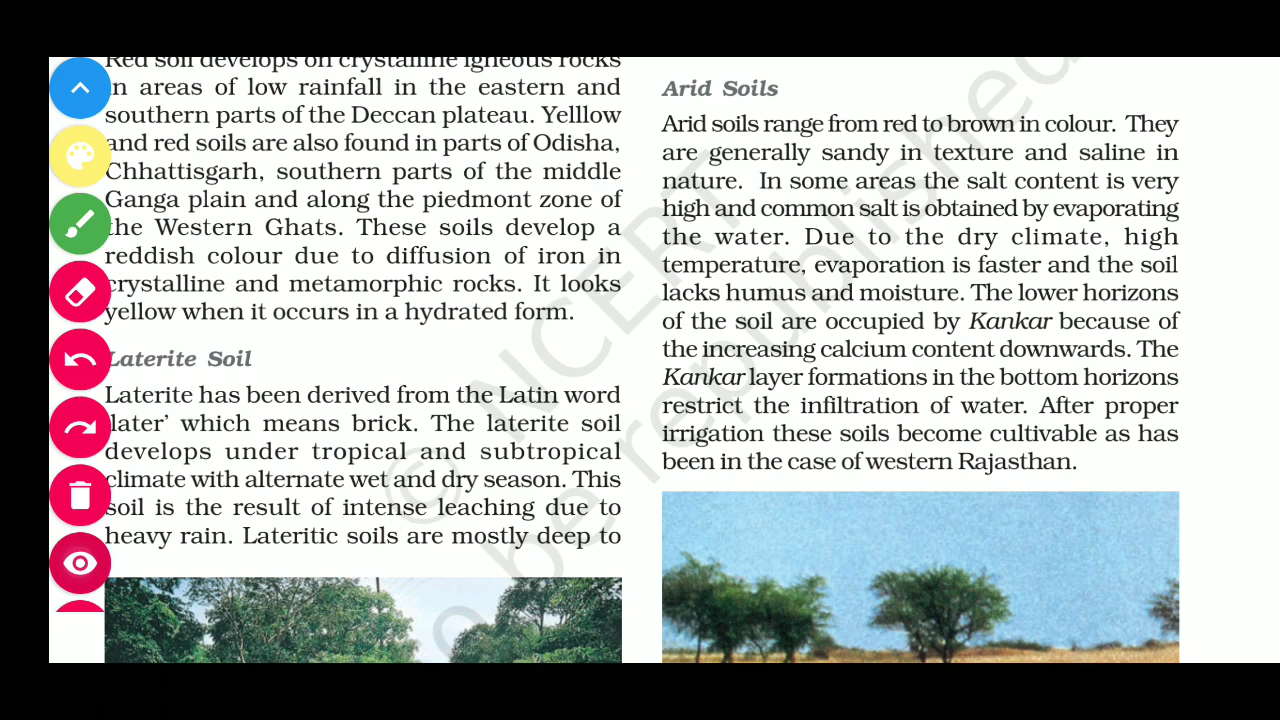 Red soil develops on crystalline igneous rocks
in areas of low rainfall in the eastern and
southern parts of the Deccan plateau. Yelllow
and red soils are also found in parts of Odisha,
Chhattisgarh, southern parts of the middle
Ganga plain and along the piedmont zone of
the Western Ghats. These soils develop a
reddish colour due to diffusion of iron in
crystalline and metamorphic rocks. It looks
yellow when it occurs in a hydrated form.
Laterite Soil
Laterite has been derived from the Latin word
later’ which means brick. The laterite soil
develops under tropical and subtropical
climate with alternate wet and dry season. This
soil is the result of intense leaching due to
heavy rain. Lateritic soils are mostly deep to
Arid Soils
Arid soils range from red to brown in colour. They
are generally sandy in texture and saline in
nature. In some areas the salt content is very
high and common salt is obtained by evaporating
the water. Due to the dry climate, high
temperature, evaporation is faster and the soil
lacks humus and moisture. The lower horizons
of the soil are occupied by Kankar because of
the increasing calcium content downwards. The
Kankar layer formations in the bottom horizons
restrict the infiltration of water. After proper
irrigation these soils become cultivable as has
been in the case of western Rajasthan.
© NCERT
o be republished